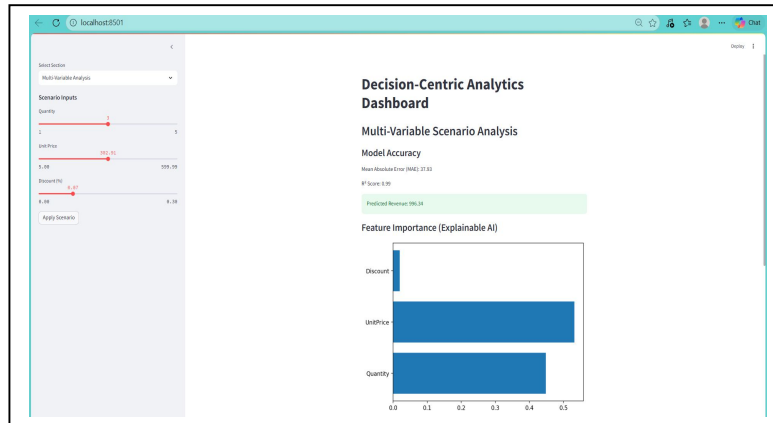 localhost:8501
Chat
Deploy
Select Section
Multi-Variable Analysis
Scenario Inputs
Quantity
3
1 5
Unit Price
302.91
5.00 599.99
Discount (%)
0.07
0.00 0.30
Apply Scenario
Decision-Centric Analytics
Dashboard
Multi-Variable Scenario Analysis
Model Accuracy
Mean Absolute Error (MAE): 37.93
R² Score: 0.99
Predicted Revenue: 996.34
Feature Importance (Explainable AI)
Discount
UnitPrice
Quantity
0.0 0.1 0.2 0.3 0.4 0.5